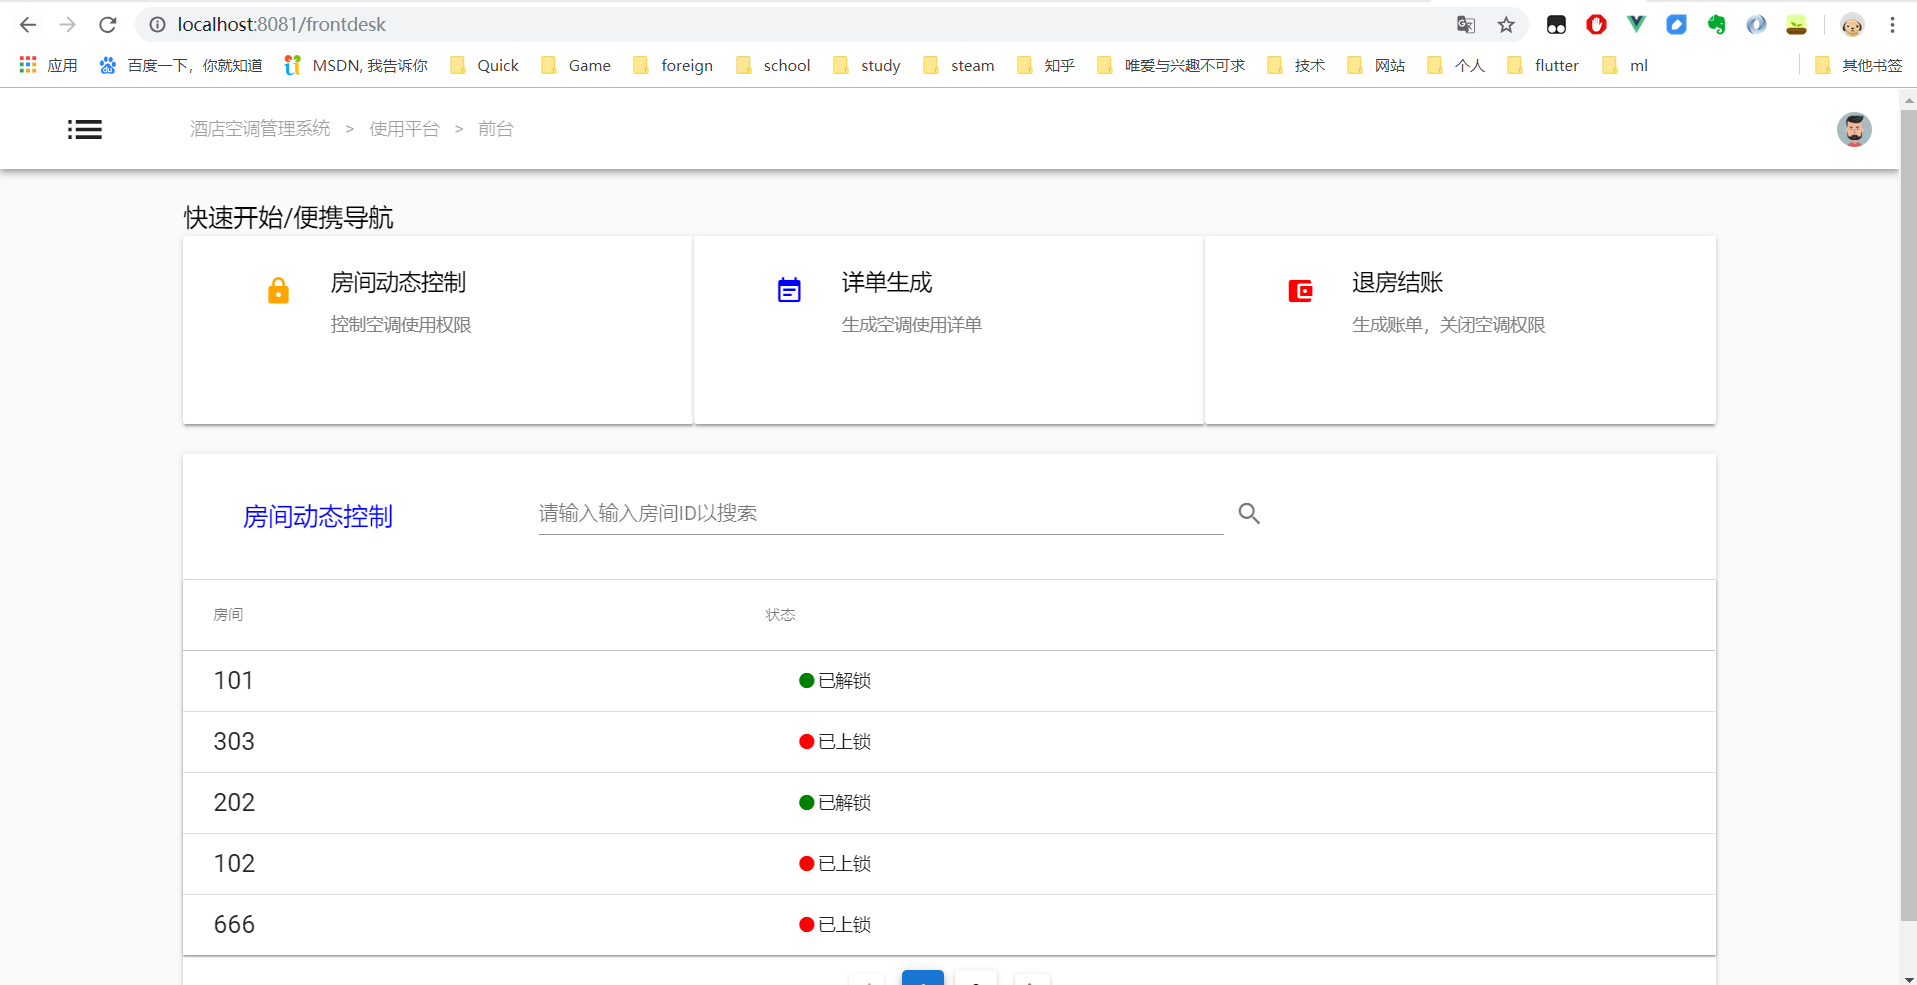 localhost:8081/frontdesk
应用 百度一下，你就知道 MSDN, 我告诉你 Quick Game foreign school study steam 知乎 唯爱与兴趣不可求 技术 网站 个人 flutter ml 其他书签
酒店空调管理系统 > 使用平台 > 前台
快速开始/便携导航
房间动态控制
控制空调使用权限
详单生成
生成空调使用详单
退房结账
生成账单，关闭空调权限
房间动态控制 请输入输入房间ID以搜索
房间 状态
101 已解锁
303 已上锁
202 已解锁
102 已上锁
666 已上锁